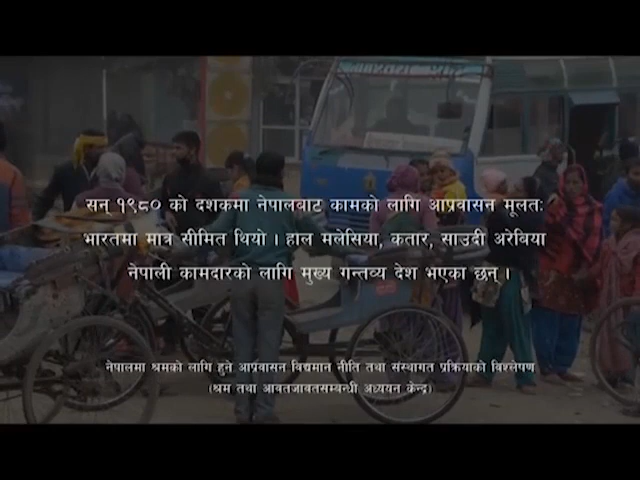 सन् १९८० को दशकमा नेपालबाट कामको लागि आप्रवासन मूलतः
भारतमा मात्र सीमित थियो । हाल मलेसिया, कतार, साउदी अरेबिया
नेपाली कामदारको लागि मुख्य गन्तव्य देश भएका छन् ।
नेपालमा श्रमको लागि हुने आप्रवासन विद्यमान नीति तथा संस्थागत प्रक्रियाको विश्लेषण
(श्रम तथा आवतजावतसम्बन्धी अध्ययन केन्द्र)